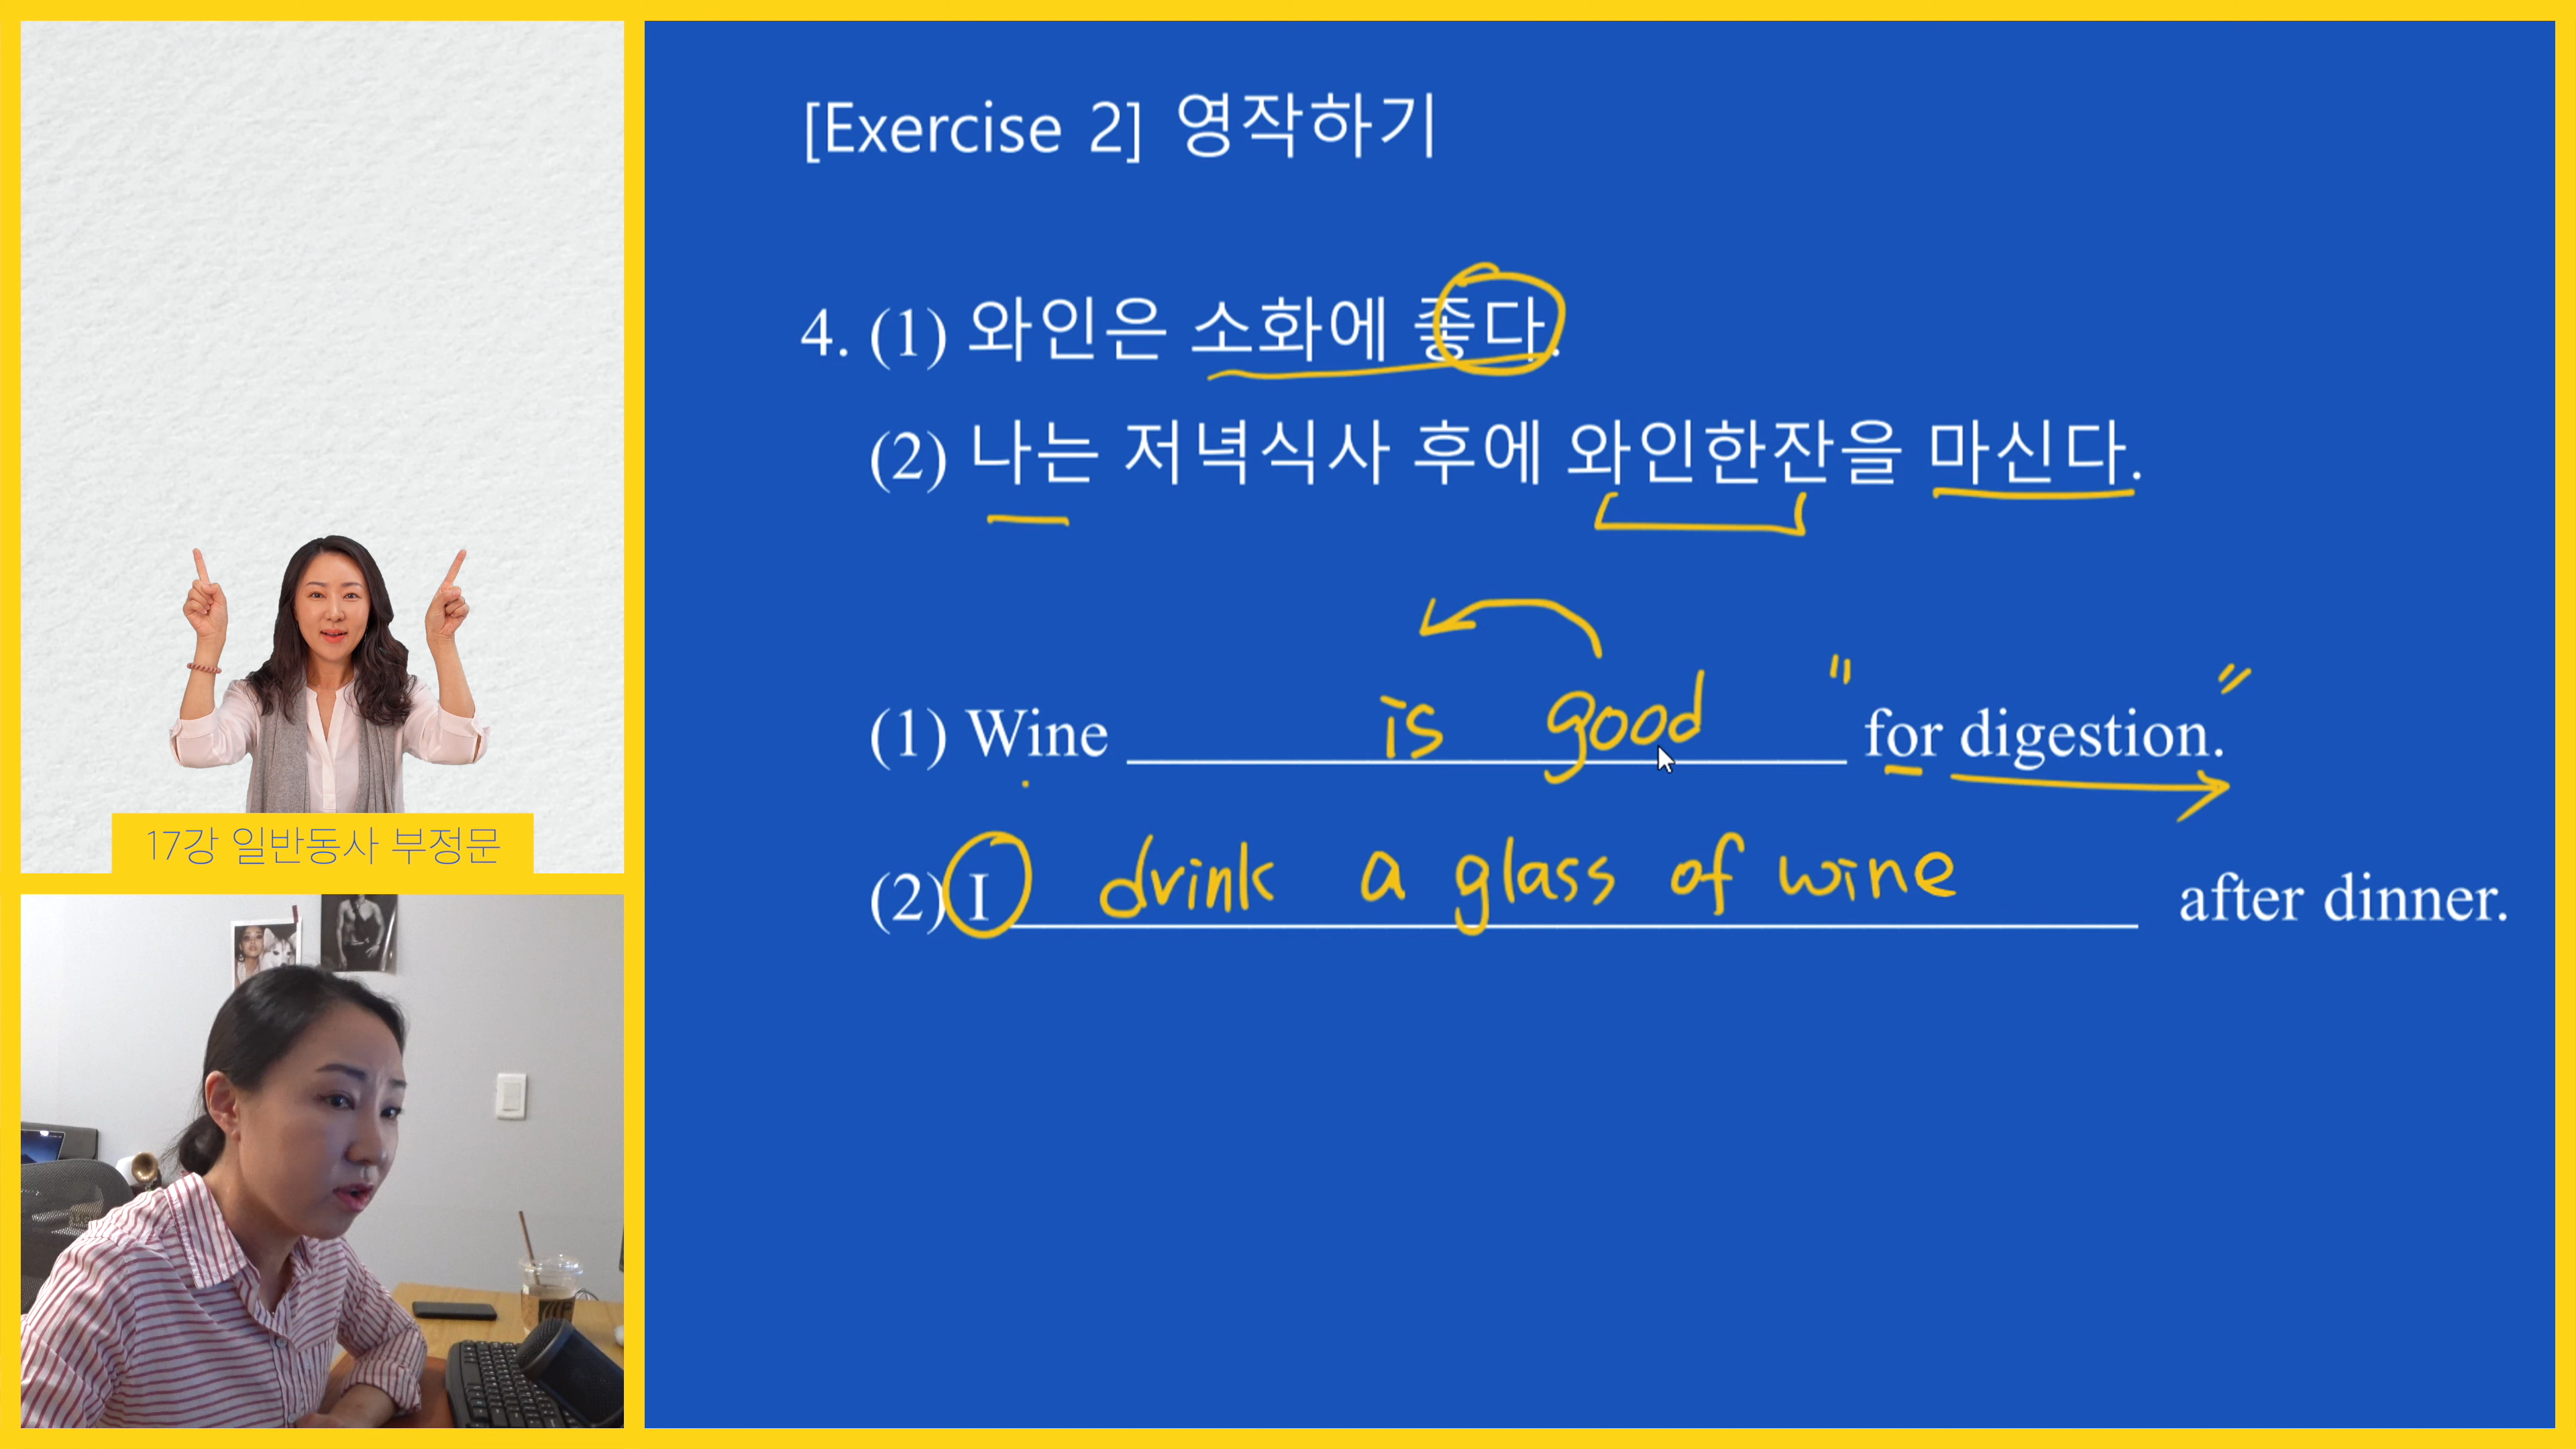 [Exercise 2] 영작하기
4. (1) 와인은 소화에 좋다.
(2) 나는 저녁식사 후에 와인한잔을 마신다.
(1) Wine is good " for digestion. "
(2) I drink a glass of wine after dinner.
17강 일반동사 부정문